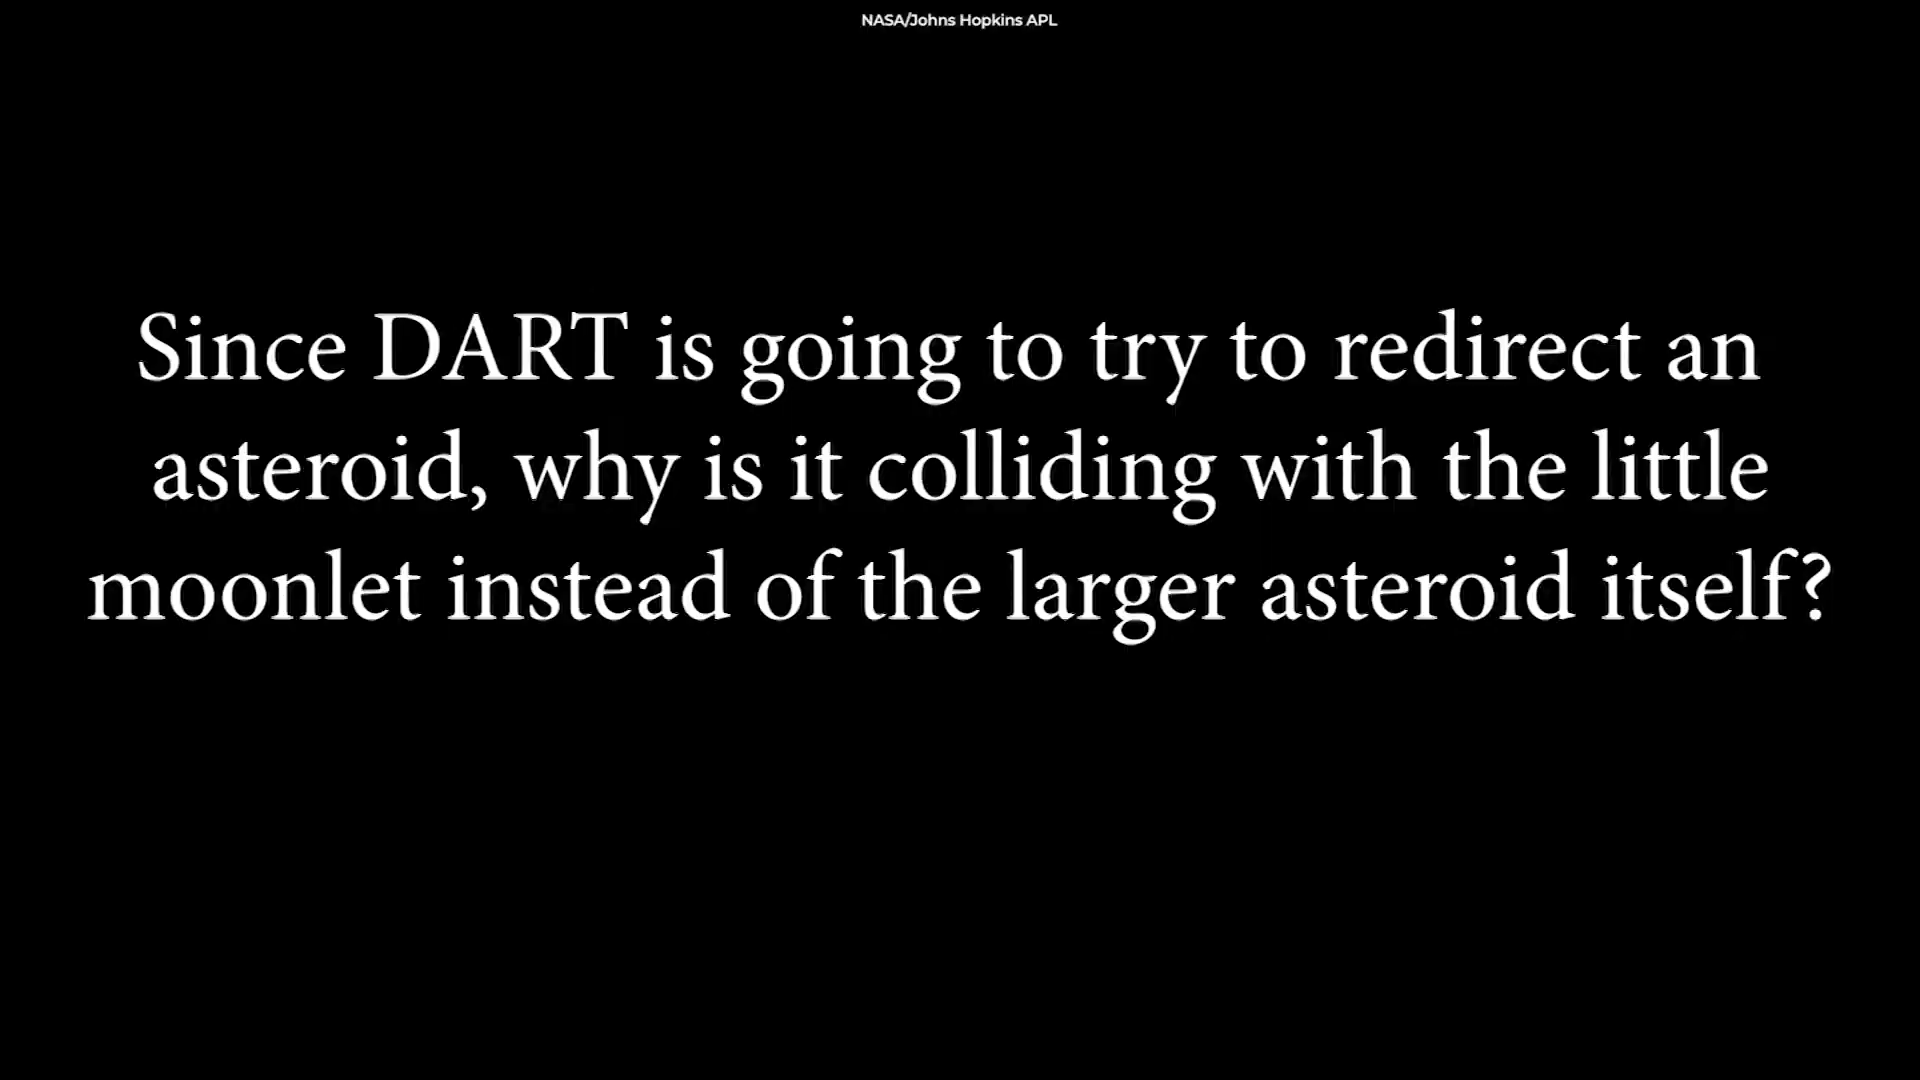 NASA/Johns Hopkins APL
Since DART is going to try to redirect an
asteroid, why is it colliding with the little
moonlet instead of the larger asteroid itself?